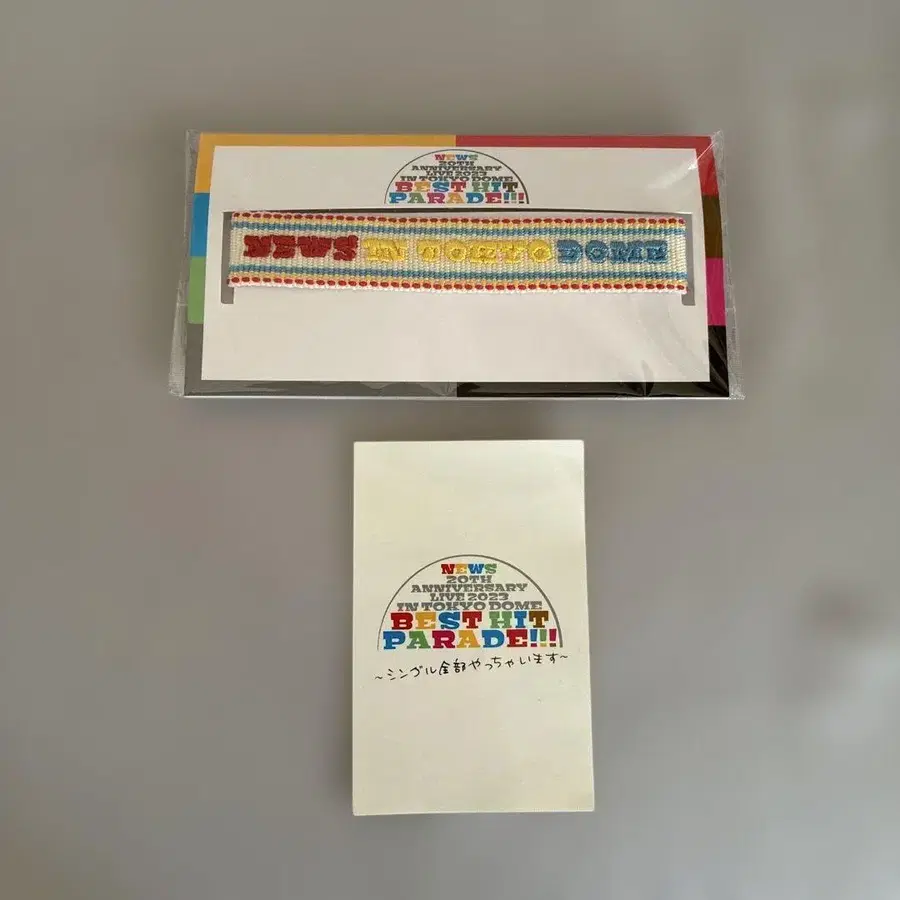 NEWS
20TH
ANNIVERSARY
LIVE 2023
IN TOKYO DOME
BEST HIT
PARADE!!!
NEWS IN TOKYO DOME
NEWS
20TH
ANNIVERSARY
LIVE 2023
IN TOKYO DOME
BEST HIT
PARADE!!!
~シングル全部やっちゃいます~